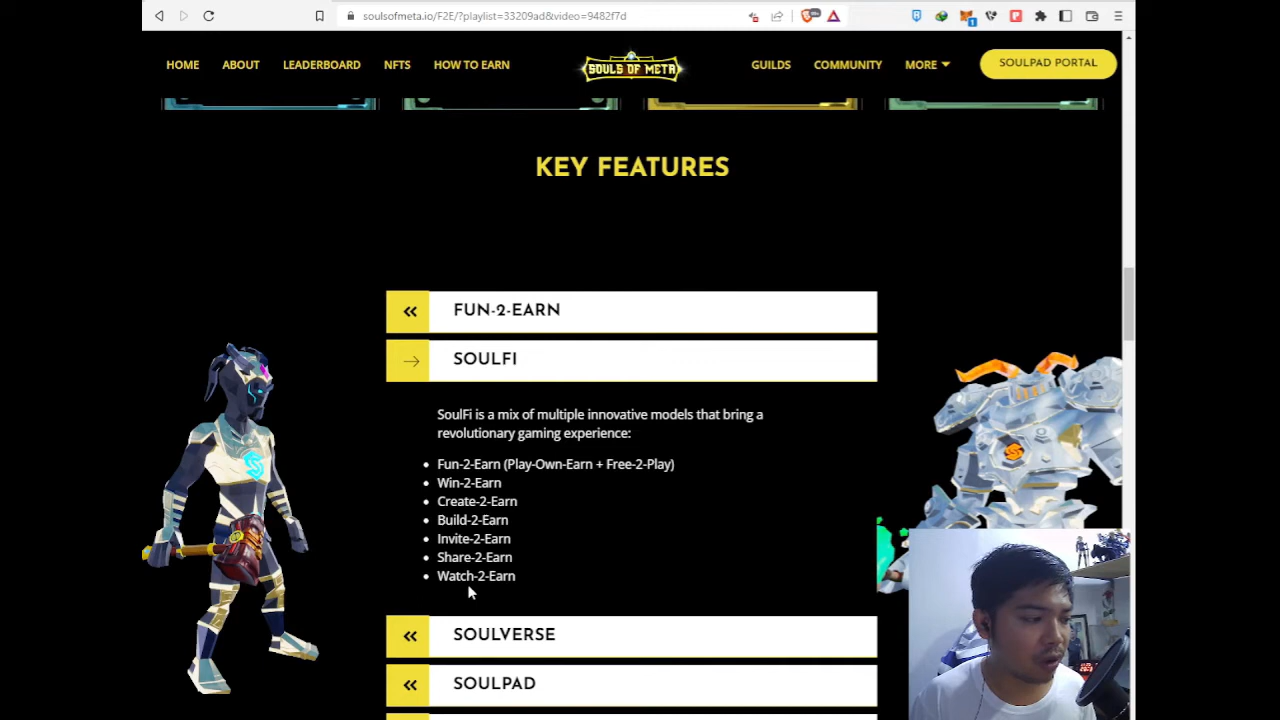 soulsofmeta.io/F2E/?playlist=33209ad&video=9482f7d
HOME ABOUT LEADERBOARD NFTS HOW TO EARN SOULS OF META GUILDS COMMUNITY MORE SOULPAD PORTAL
KEY FEATURES
FUN-2-EARN
SOULFI
SoulFi is a mix of multiple innovative models that bring a
revolutionary gaming experience:
• Fun-2-Earn (Play-Own-Earn + Free-2-Play)
• Win-2-Earn
• Create-2-Earn
• Build-2-Earn
• Invite-2-Earn
• Share-2-Earn
• Watch-2-Earn
SOULVERSE
SOULPAD